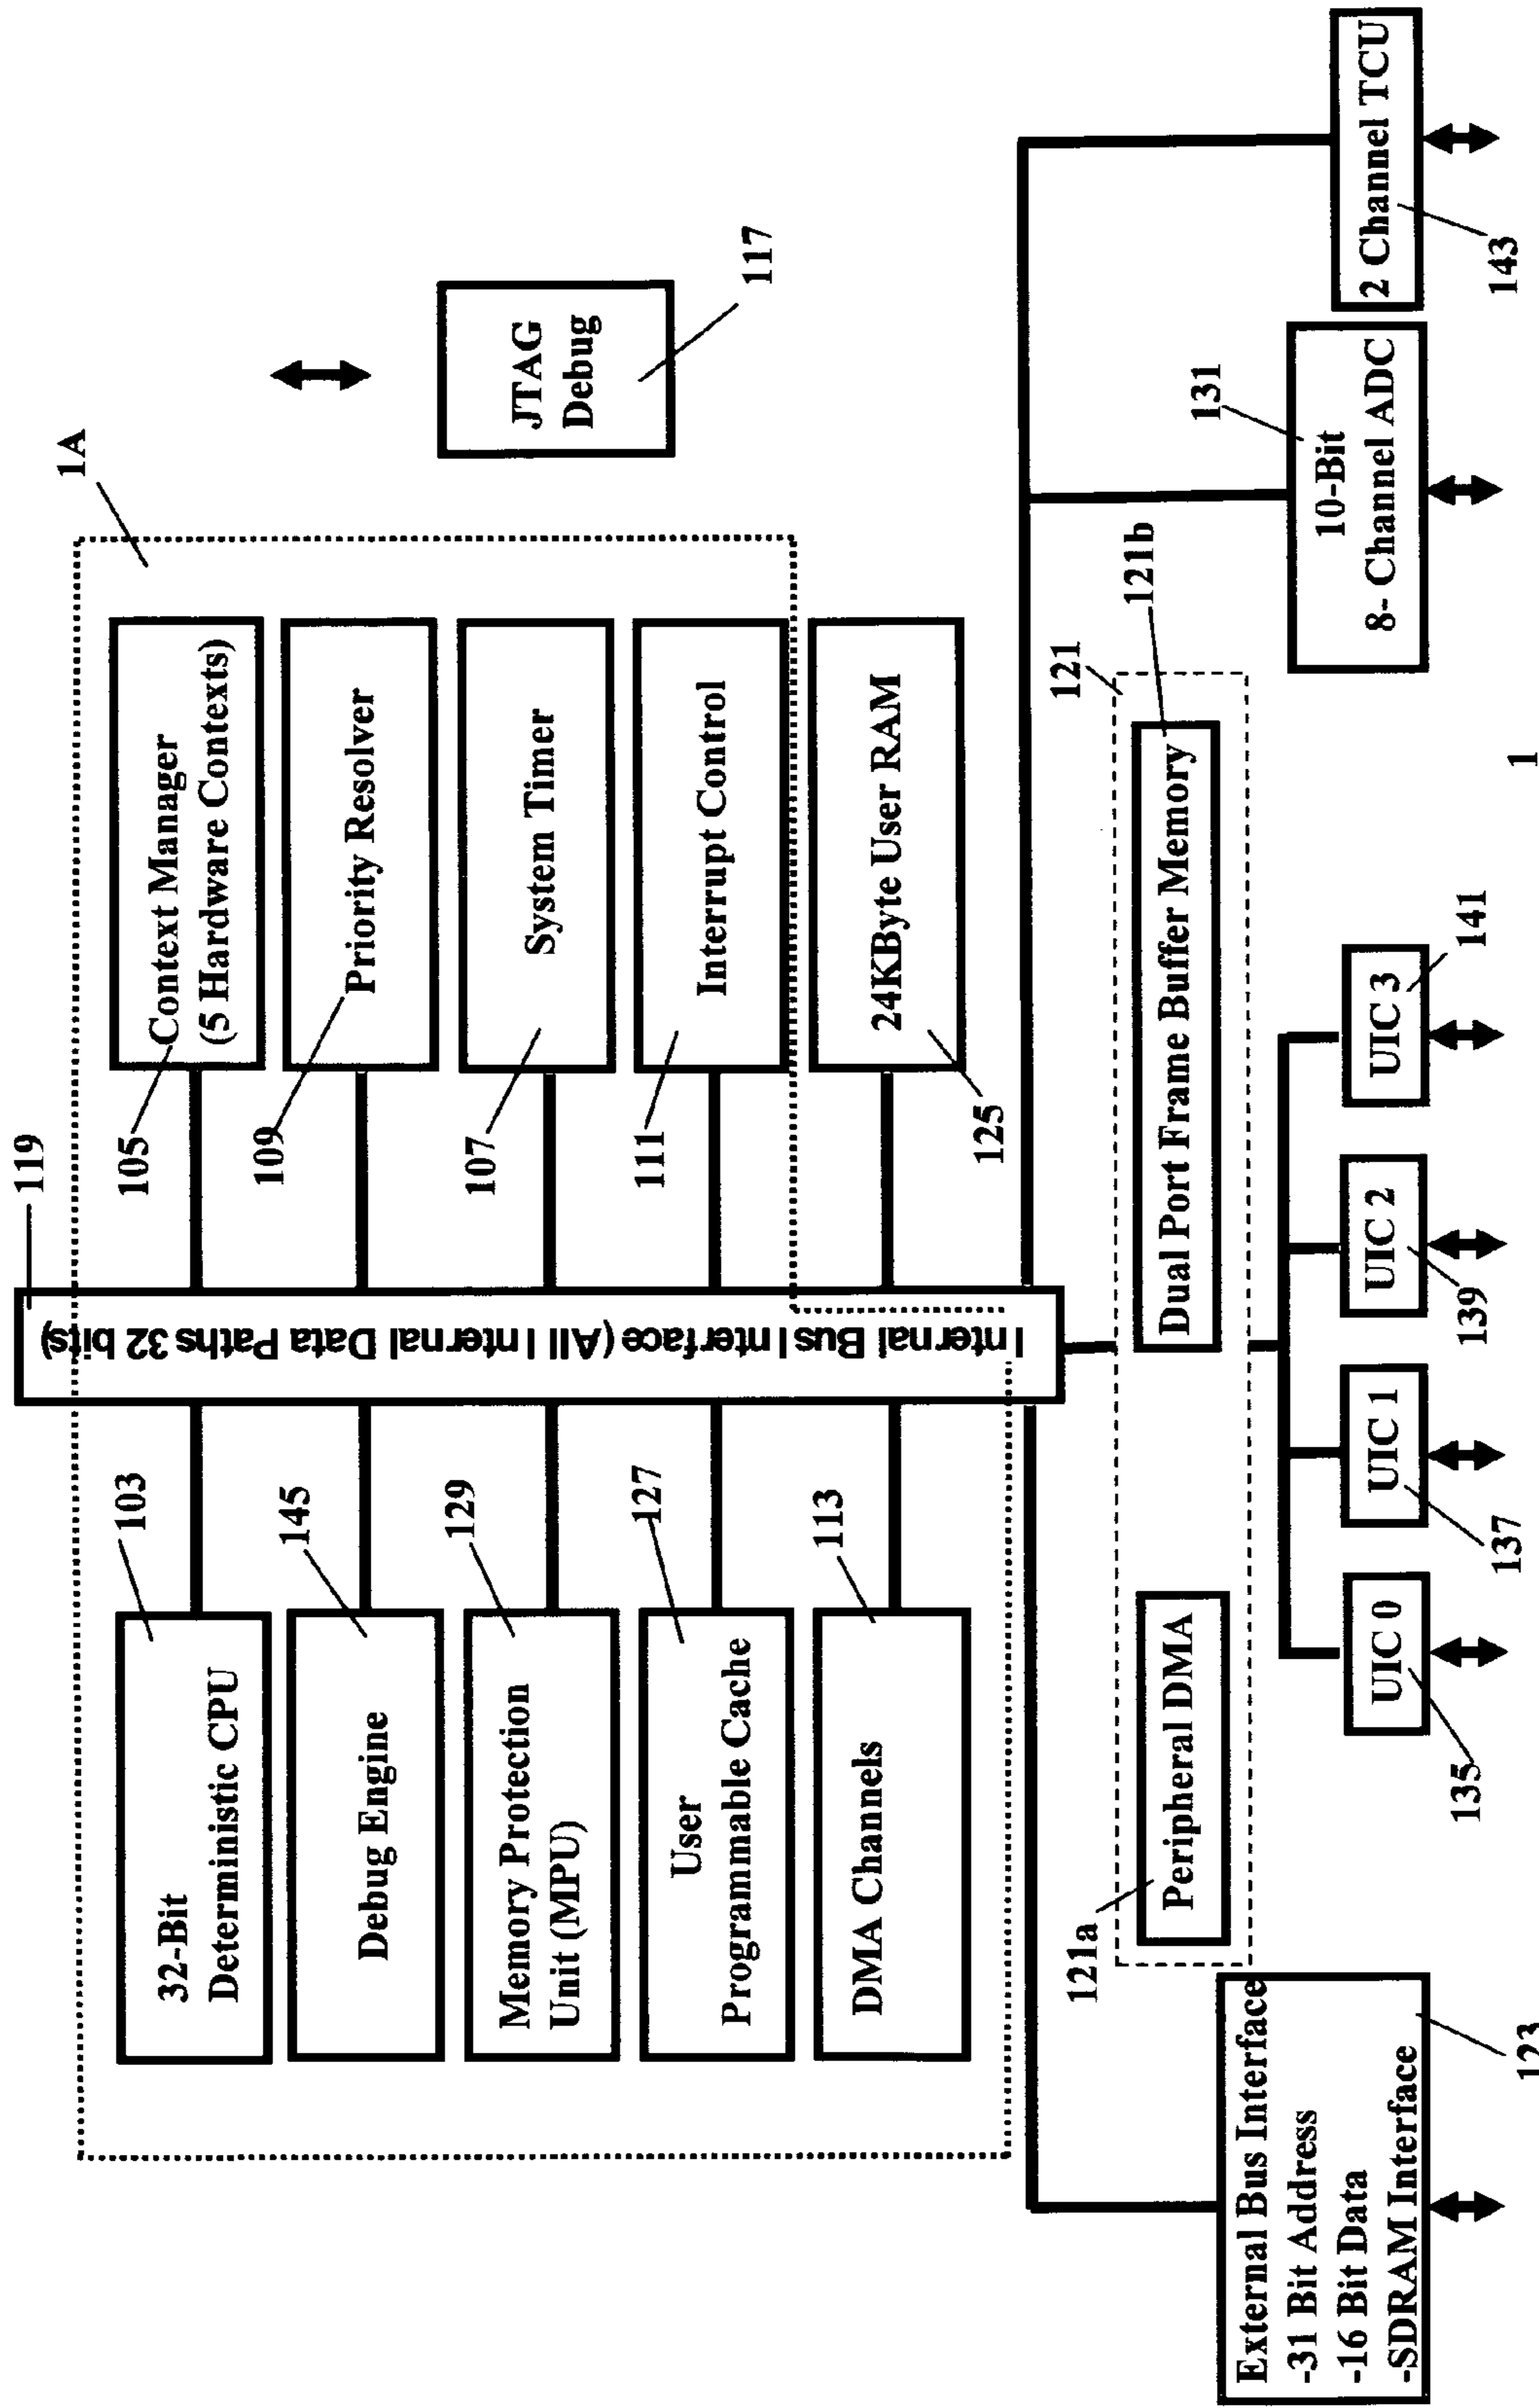 119
1A
103
32-Bit
Deterministic CPU
105
Context Manager
(5 Hardware Contexts)
145
Debug Engine
109
Priority Resolver
129
Memory Protection
Unit (MPU)
107
System Timer
127
User
Programmable Cache
111
Interrupt Control
113
DMA Channels
125
24KByte User RAM
Internal Bus Interface (All Internal Data Paths 32 bits)
JTAG
Debug
117
121a
Peripheral DMA
121
121b
Dual Port Frame Buffer Memory
External Bus Interface
-31 Bit Address
-16 Bit Data
-SDRAM Interface
123
UIC 0
135
UIC 1
137
UIC 2
139
UIC 3
141
131
10-Bit
8- Channel ADC
2 Channel TCU
143
1